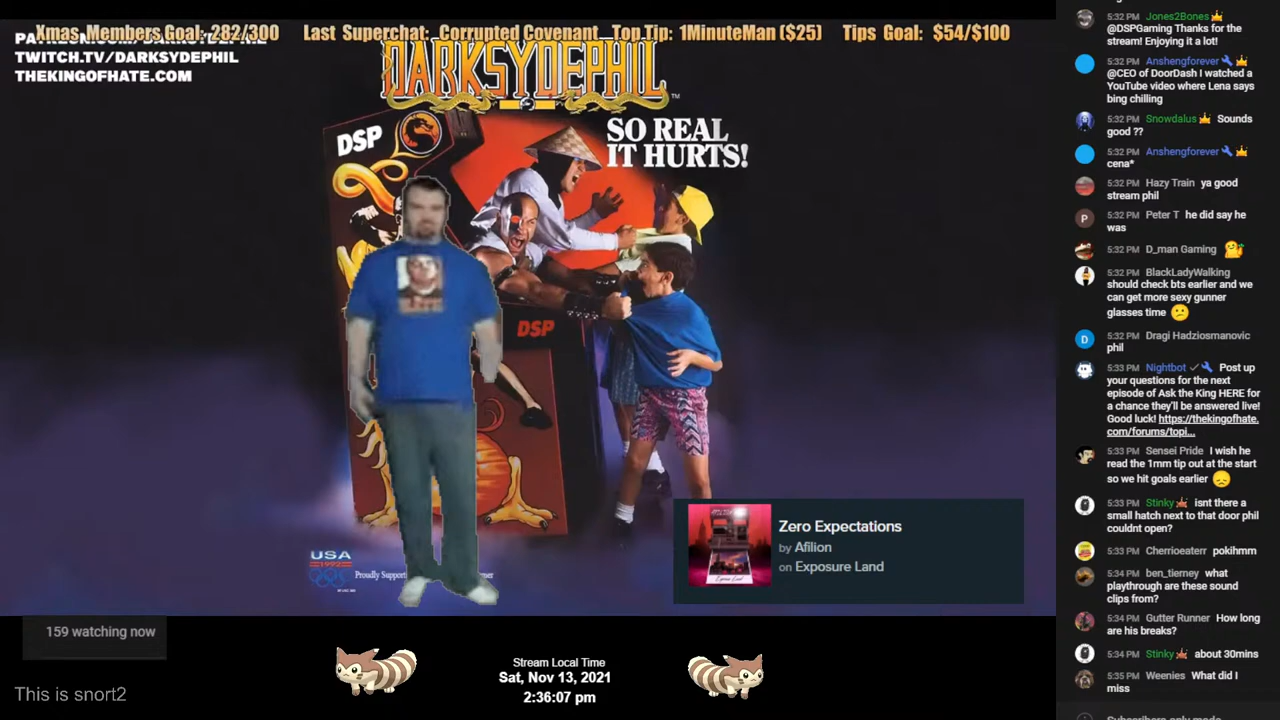 Xmas Members Goal: 282/300 Last Superchat: Corrupted Covenant Top Tip: 1MinuteMan ($25) Tips Goal: $54/$100
TWITCH.TV/DARKSYDEPHIL
THEKINGOFHATE.COM
DARKSYDEPHIL
TM
SO REAL
IT HURTS!
DSP
DSP
USA
1992
Proudly Support
Zero Expectations
by Afilion
on Exposure Land
159 watching now
This is snort2
Stream Local Time
Sat, Nov 13, 2021
2:36:07 pm
5:32 PM Jones2Bones
@DSPGaming Thanks for the
stream! Enjoying it a lot!
5:32 PM Anshengforever
@CEO of DoorDash I watched a
YouTube video where Lena says
bing chilling
5:32 PM Snowdalus Sounds
good ??
5:32 PM Anshengforever
cena*
5:32 PM Hazy Train ya good
stream phil
5:32 PM Peter T he did say he
was
5:32 PM D_man Gaming
5:32 PM BlackLadyWalking
should check bts earlier and we
can get more sexy gunner
glasses time
5:32 PM Dragi Hadziosmanovic
phil
5:33 PM Nightbot Post up
your questions for the next
episode of Ask the King HERE for
a chance they'll be answered live!
Good luck! https://thekingofhate.
com/forums/topi...
5:33 PM Sensei Pride I wish he
read the 1mm tip out at the start
so we hit goals earlier
5:33 PM Stinky isnt there a
small hatch next to that door phil
couldnt open?
5:33 PM Cherrioeaterr pokihmm
5:34 PM ben_tierney what
playthrough are these sound
clips from?
5:34 PM Gutter Runner How long
are his breaks?
5:34 PM Stinky about 30mins
5:35 PM Weenies What did I
miss